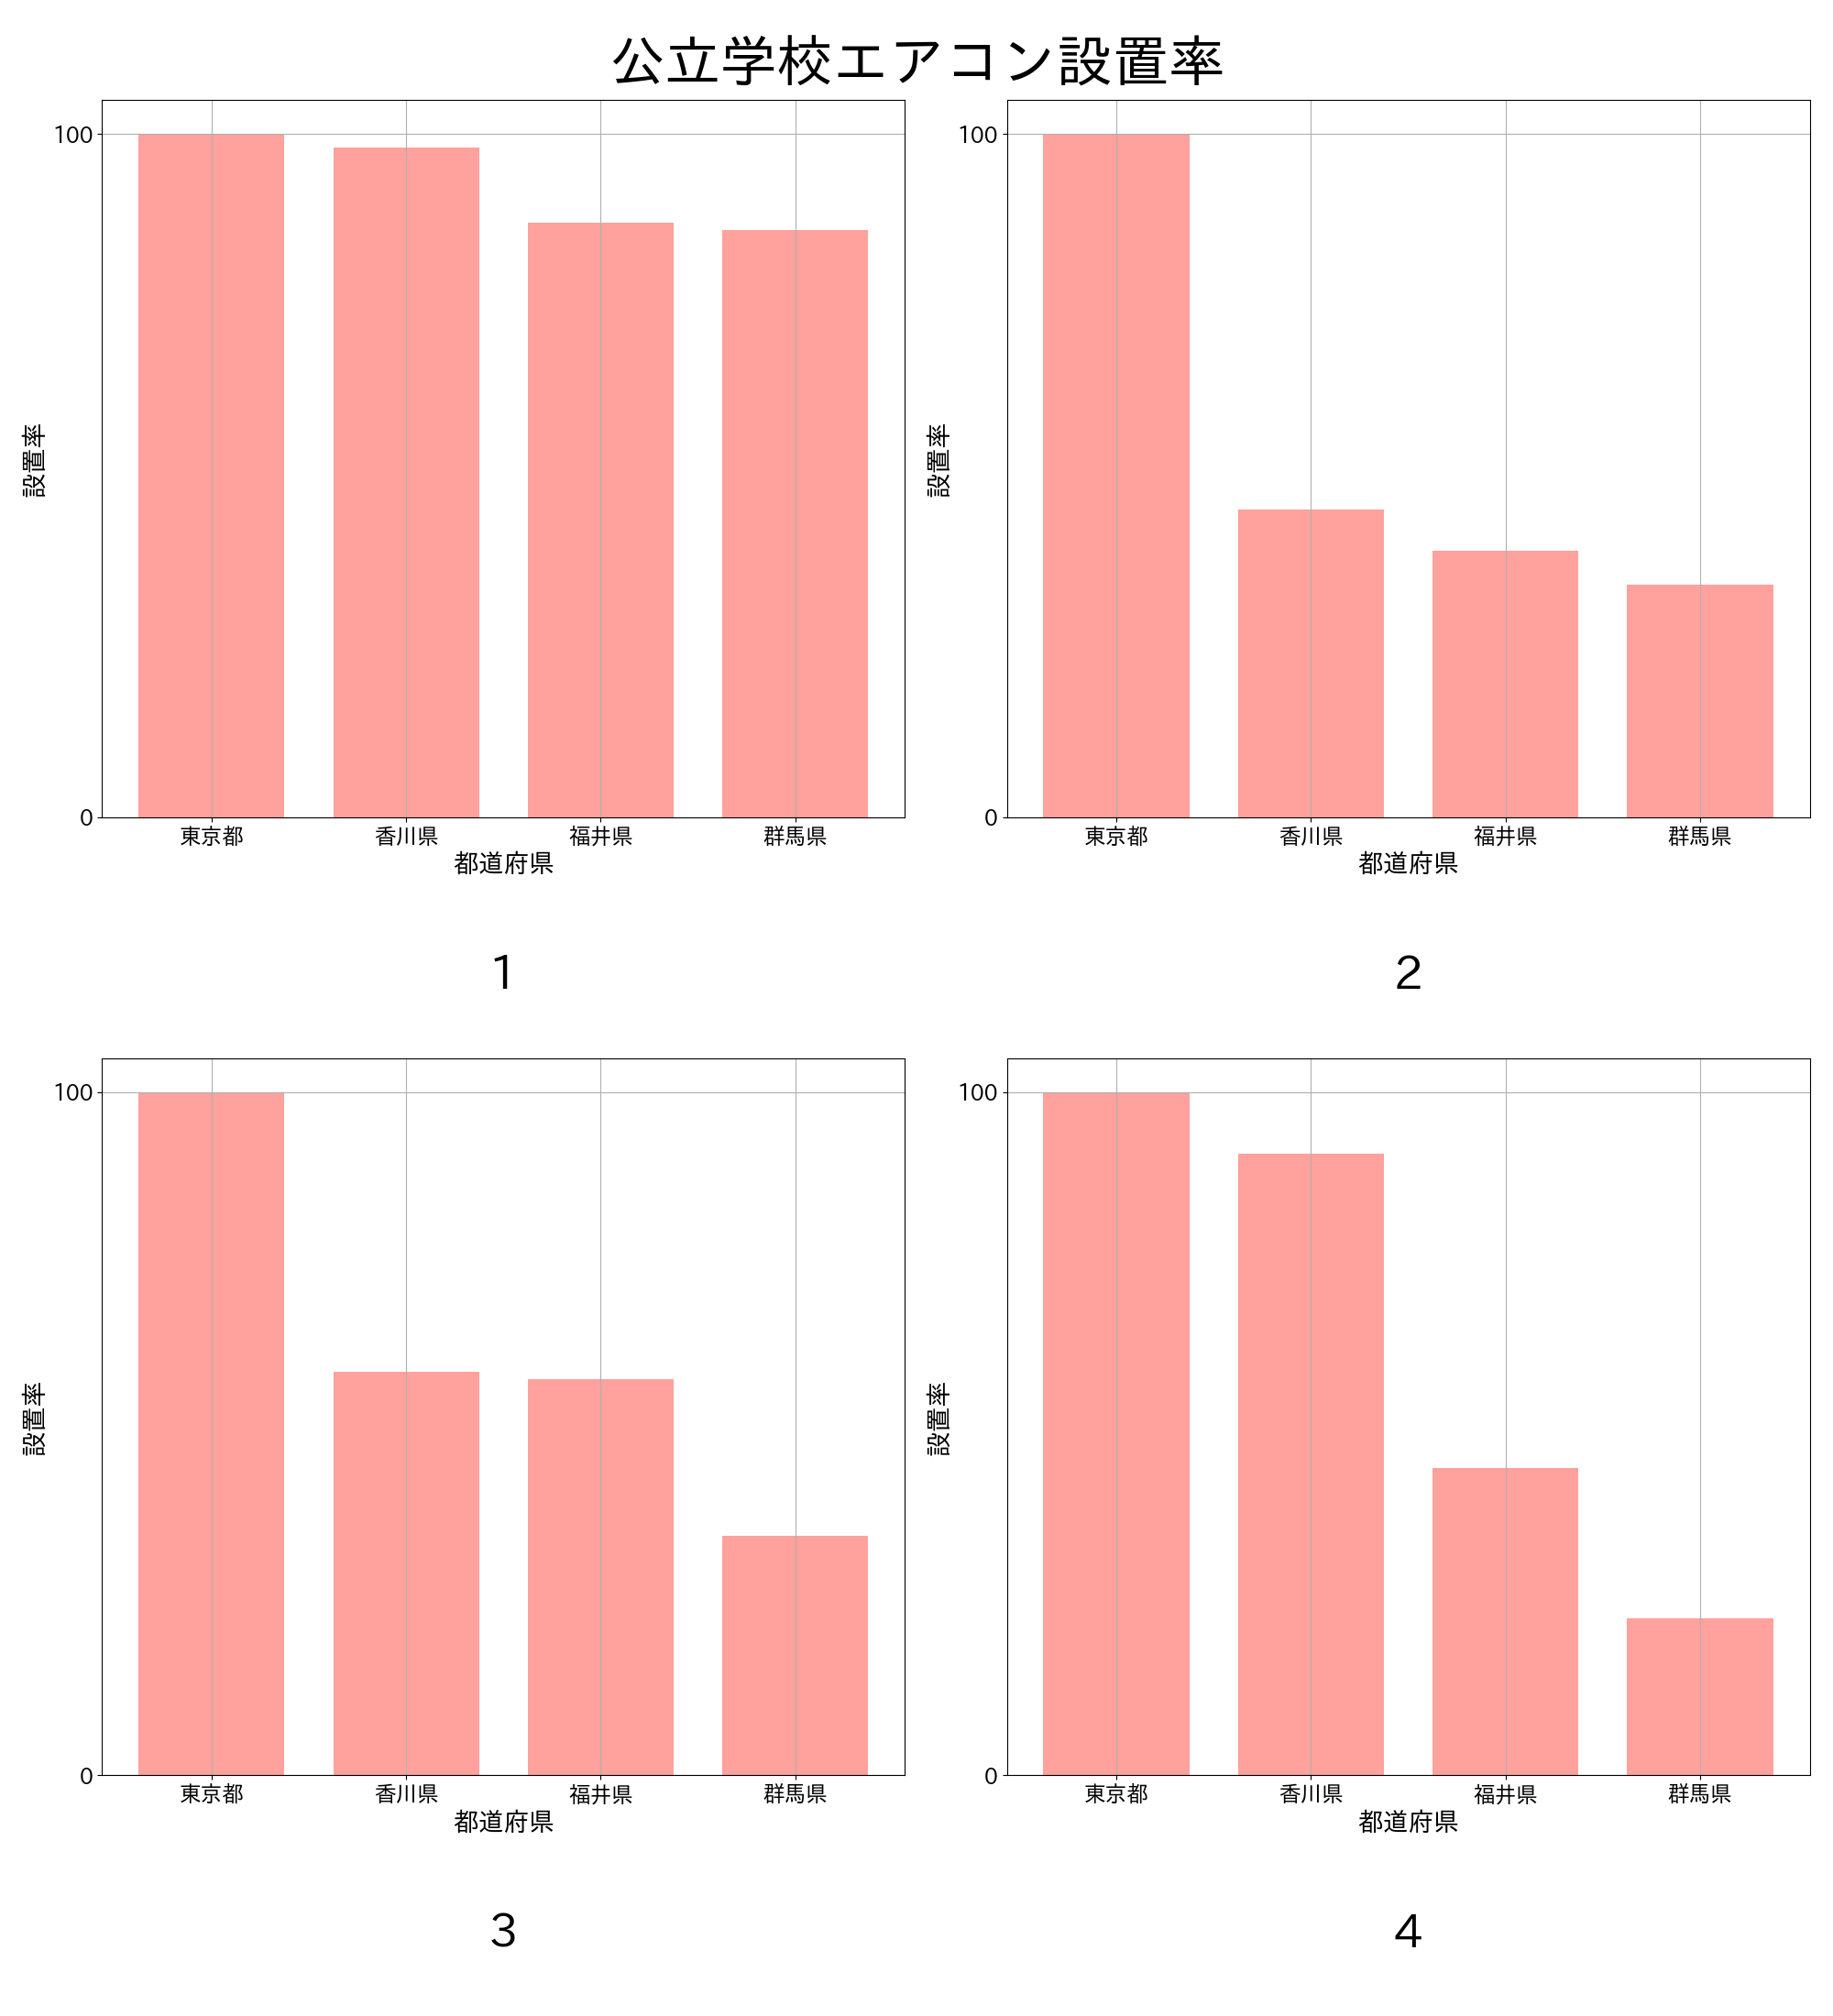 公立学校エアコン設置率
100
0
設置率
東京都 香川県 福井県 群馬県
都道府県
1
100
0
設置率
東京都 香川県 福井県 群馬県
都道府県
2
100
0
設置率
東京都 香川県 福井県 群馬県
都道府県
3
100
0
設置率
東京都 香川県 福井県 群馬県
都道府県
4